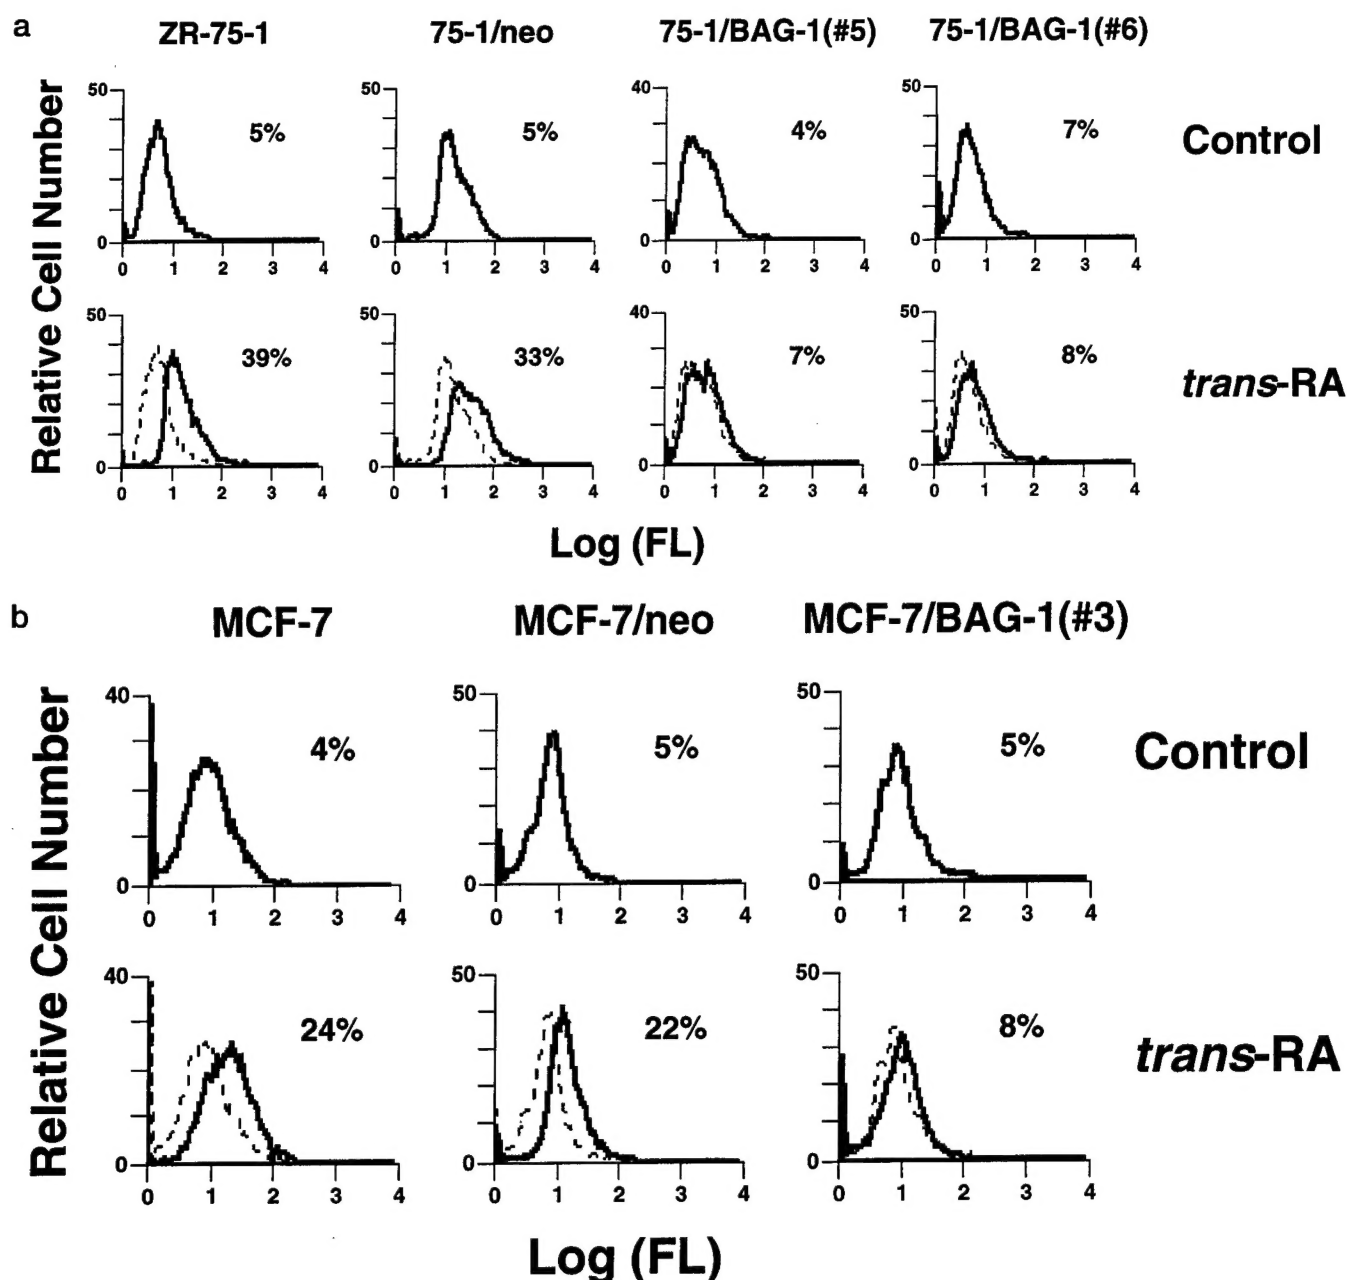 a
ZR-75-1 75-1/neo 75-1/BAG-1(#5) 75-1/BAG-1(#6)
Relative Cell Number
50 50 40 50
5% 5% 4% 7%
Control
0 0 0 0
0 1 2 3 4 0 1 2 3 4 0 1 2 3 4 0 1 2 3 4
50 50 40 50
39% 33% 7% 8%
trans-RA
0 0 0 0
0 1 2 3 4 0 1 2 3 4 0 1 2 3 4 0 1 2 3 4
Log (FL)
b
MCF-7 MCF-7/neo MCF-7/BAG-1(#3)
Relative Cell Number
40 50 50
4% 5% 5%
Control
0 0 0
0 1 2 3 4 0 1 2 3 4 0 1 2 3 4
40 50 50
24% 22% 8%
trans-RA
0 0 0
0 1 2 3 4 0 1 2 3 4 0 1 2 3 4
Log (FL)